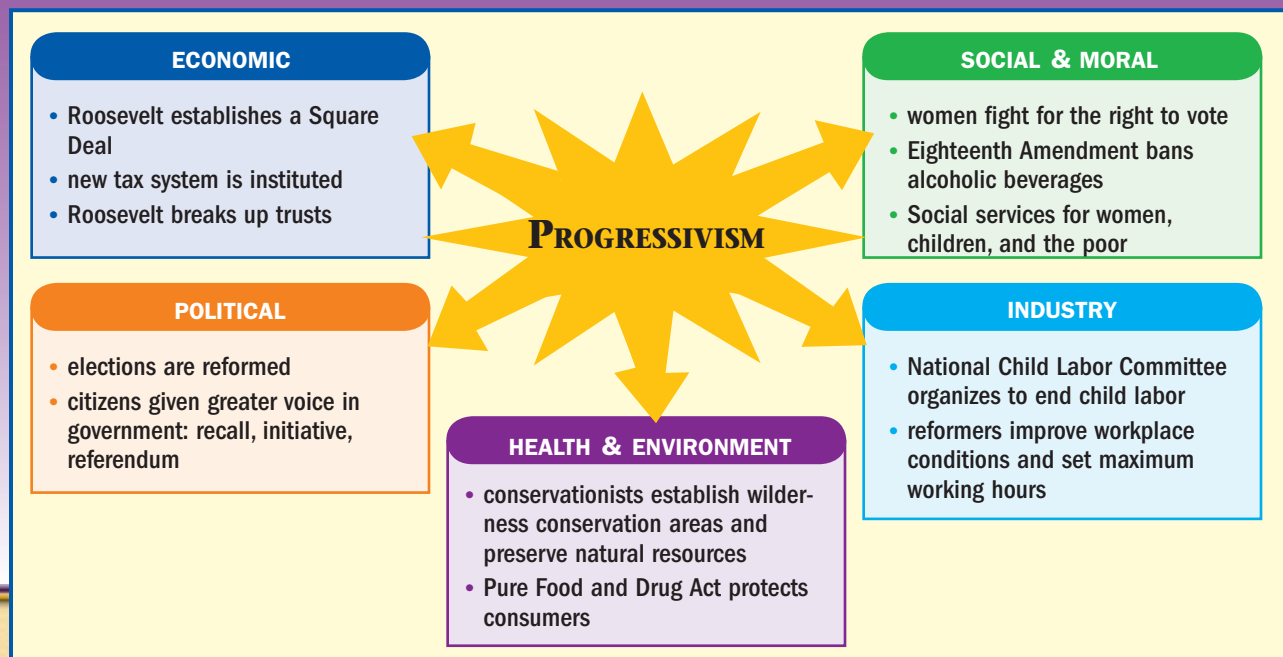 ECONOMIC
• Roosevelt establishes a Square
Deal
• new tax system is instituted
• Roosevelt breaks up trusts
SOCIAL & MORAL
• women fight for the right to vote
• Eighteenth Amendment bans
alcoholic beverages
• Social services for women,
children, and the poor
PROGRESSIVISM
POLITICAL
• elections are reformed
• citizens given greater voice in
government: recall, initiative,
referendum
INDUSTRY
• National Child Labor Committee
organizes to end child labor
• reformers improve workplace
conditions and set maximum
working hours
HEALTH & ENVIRONMENT
• conservationists establish wilder-
ness conservation areas and
preserve natural resources
• Pure Food and Drug Act protects
consumers